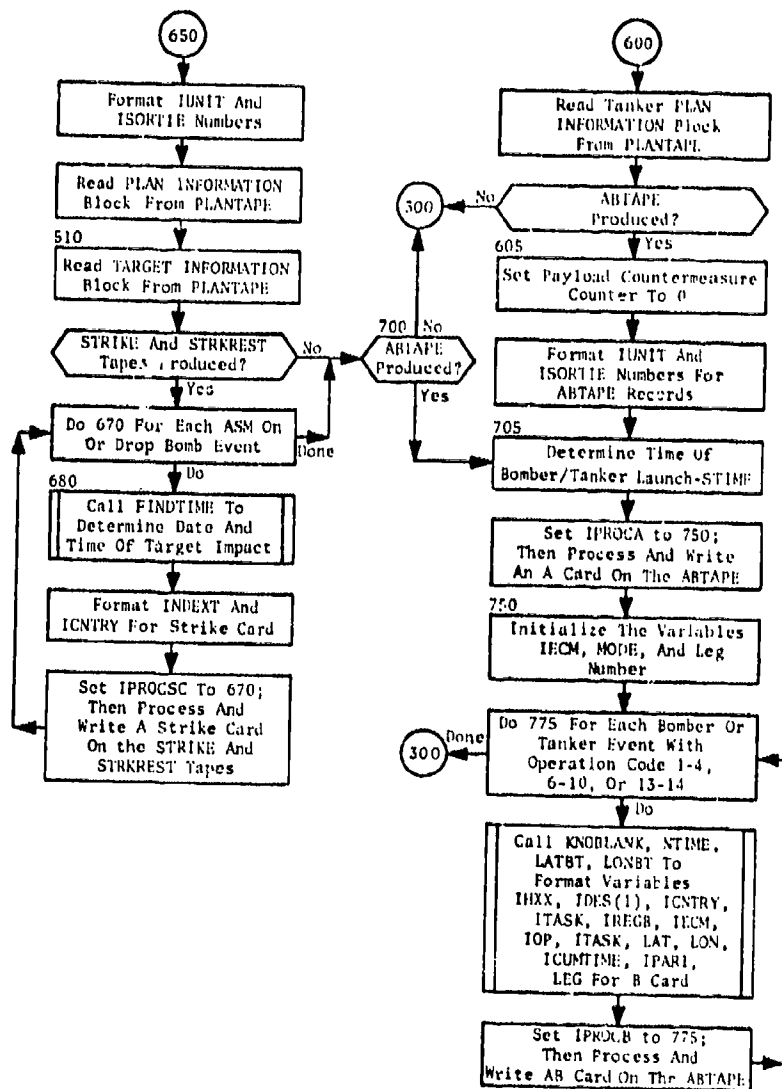 650
Format IUNIT And
ISORTIE Numbers
Read PLAN INFORMATION
Block From PLANTAPE
510
Read TARGET INFORMATION
Block From PLANTAPE
STRIKE And STRKREST
Tapes Produced?
No
Yes
Do 670 For Each ASM On
Or Drop Bomb Event
Done
Do
680
Call FINDTIME To
Determine Date And
Time Of Target Impact
Format INDEXT And
ICNTRY For Strike Card
Set IPROCSC To 670;
Then Process And
Write A Strike Card
On the STRIKE And
STRKREST Tapes
300
No
700
ABTAPE
Produced?
Yes
600
Read Tanker PLAN
INFORMATION Block
From PLANTAPE
No
ABTAPE
Produced?
Yes
605
Set Payload Countermeasure
Counter To 0
Format IUNIT And
ISORTIE Numbers For
ABTAPE Records
705
Determine Time Of
Bomber/Tanker Launch-STIME
Set IPROCA to 750;
Then Process And Write
An A Card On The ABTAPE
750
Initialize The Variables
IECM, MODE, And Leg
Number
300
Done
Do 775 For Each Bomber Or
Tanker Event With
Operation Code 1-4,
6-10, Or 13-14
Do
Call KNOBLANK, NTIME,
LATBT, LONBT To
Format Variables
IHXX, IDES(1), ICNTRY,
ITASK, IREGB, IECM,
IOP, ITASK, LAT, LON,
ICUMTIME, IPAR1,
LEG For B Card
Set IPROCB to 775;
Then Process And
Write AB Card On The ABTAPE